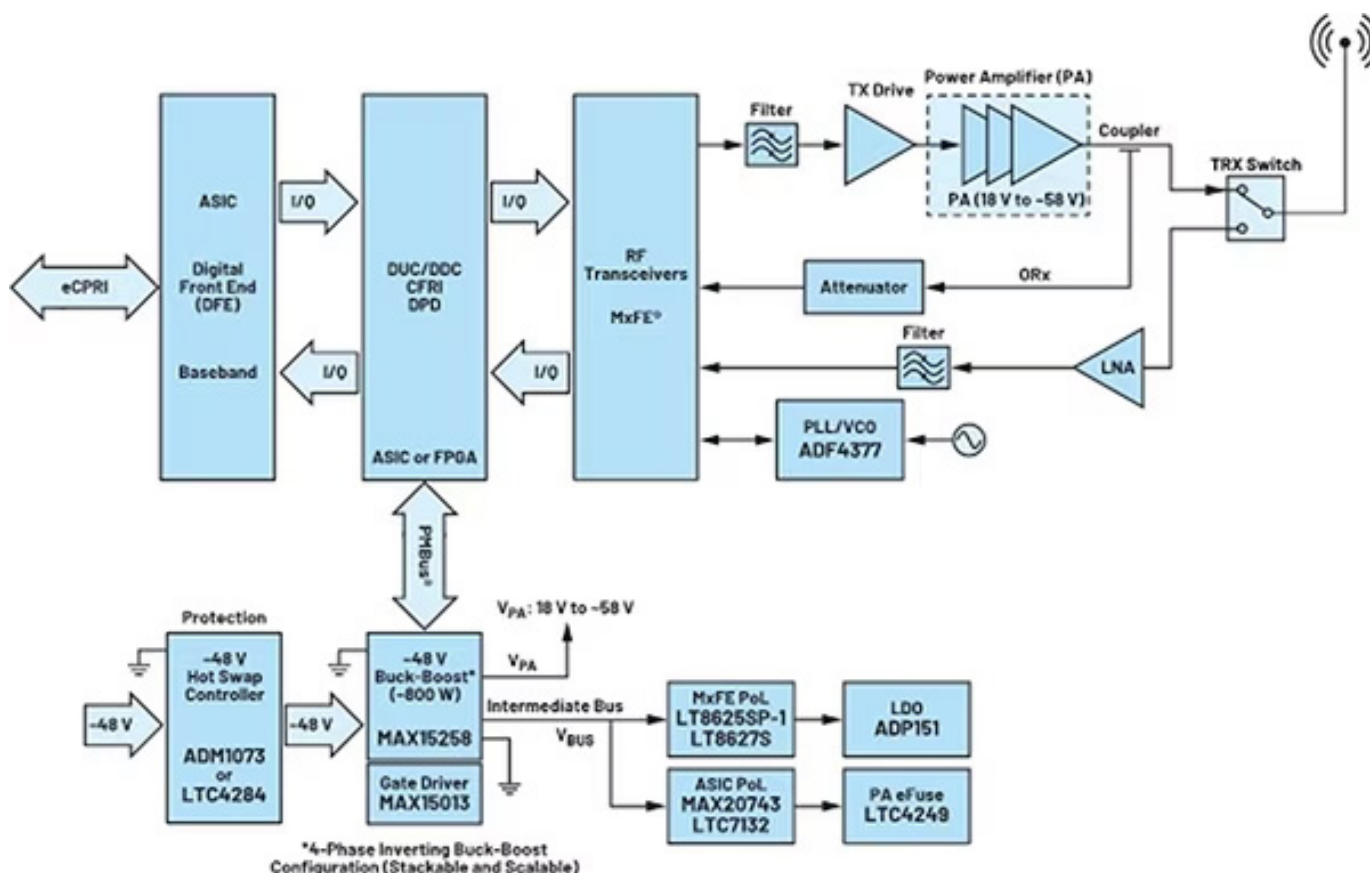 Power Amplifier (PA)
TX Drive
Filter
Coupler
TRX Switch
PA (18 V to ~58 V)
ASIC
Digital
Front End
(DFE)
Baseband
I/Q
I/Q
eCPRI
DUC/DDC
CFRI
DPD
ASIC or FPGA
I/Q
I/Q
RF
Transceivers
MxFE®
Attenuator
ORx
Filter
LNA
PLL/VCO
ADF4377
PMBus®
Protection
-48 V
Hot Swap
Controller
ADM1073
or
LTC4284
-48 V
-48 V
-48 V
Buck-Boost*
(~800 W)
MAX15258
Gate Driver
MAX15013
VPA: 18 V to ~58 V
VPA
Intermediate Bus
VBUS
MxFE PoL
LT8625SP-1
LT8627S
LDO
ADP151
ASIC PoL
MAX20743
LTC7132
PA eFuse
LTC4249
*4-Phase Inverting Buck-Boost
Configuration (Stackable and Scalable)